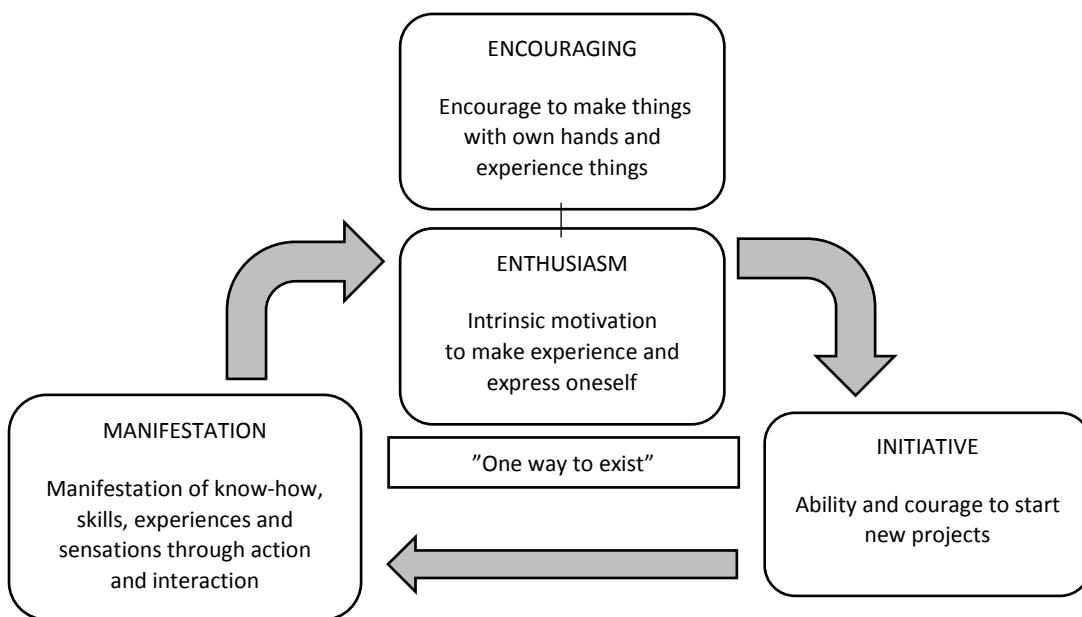 ENCOURAGING
Encourage to make things
with own hands and
experience things
ENTHUSIASM
Intrinsic motivation
to make experience and
express oneself
MANIFESTATION
Manifestation of know-how,
skills, experiences and
sensations through action
and interaction
”One way to exist”
INITIATIVE
Ability and courage to start
new projects